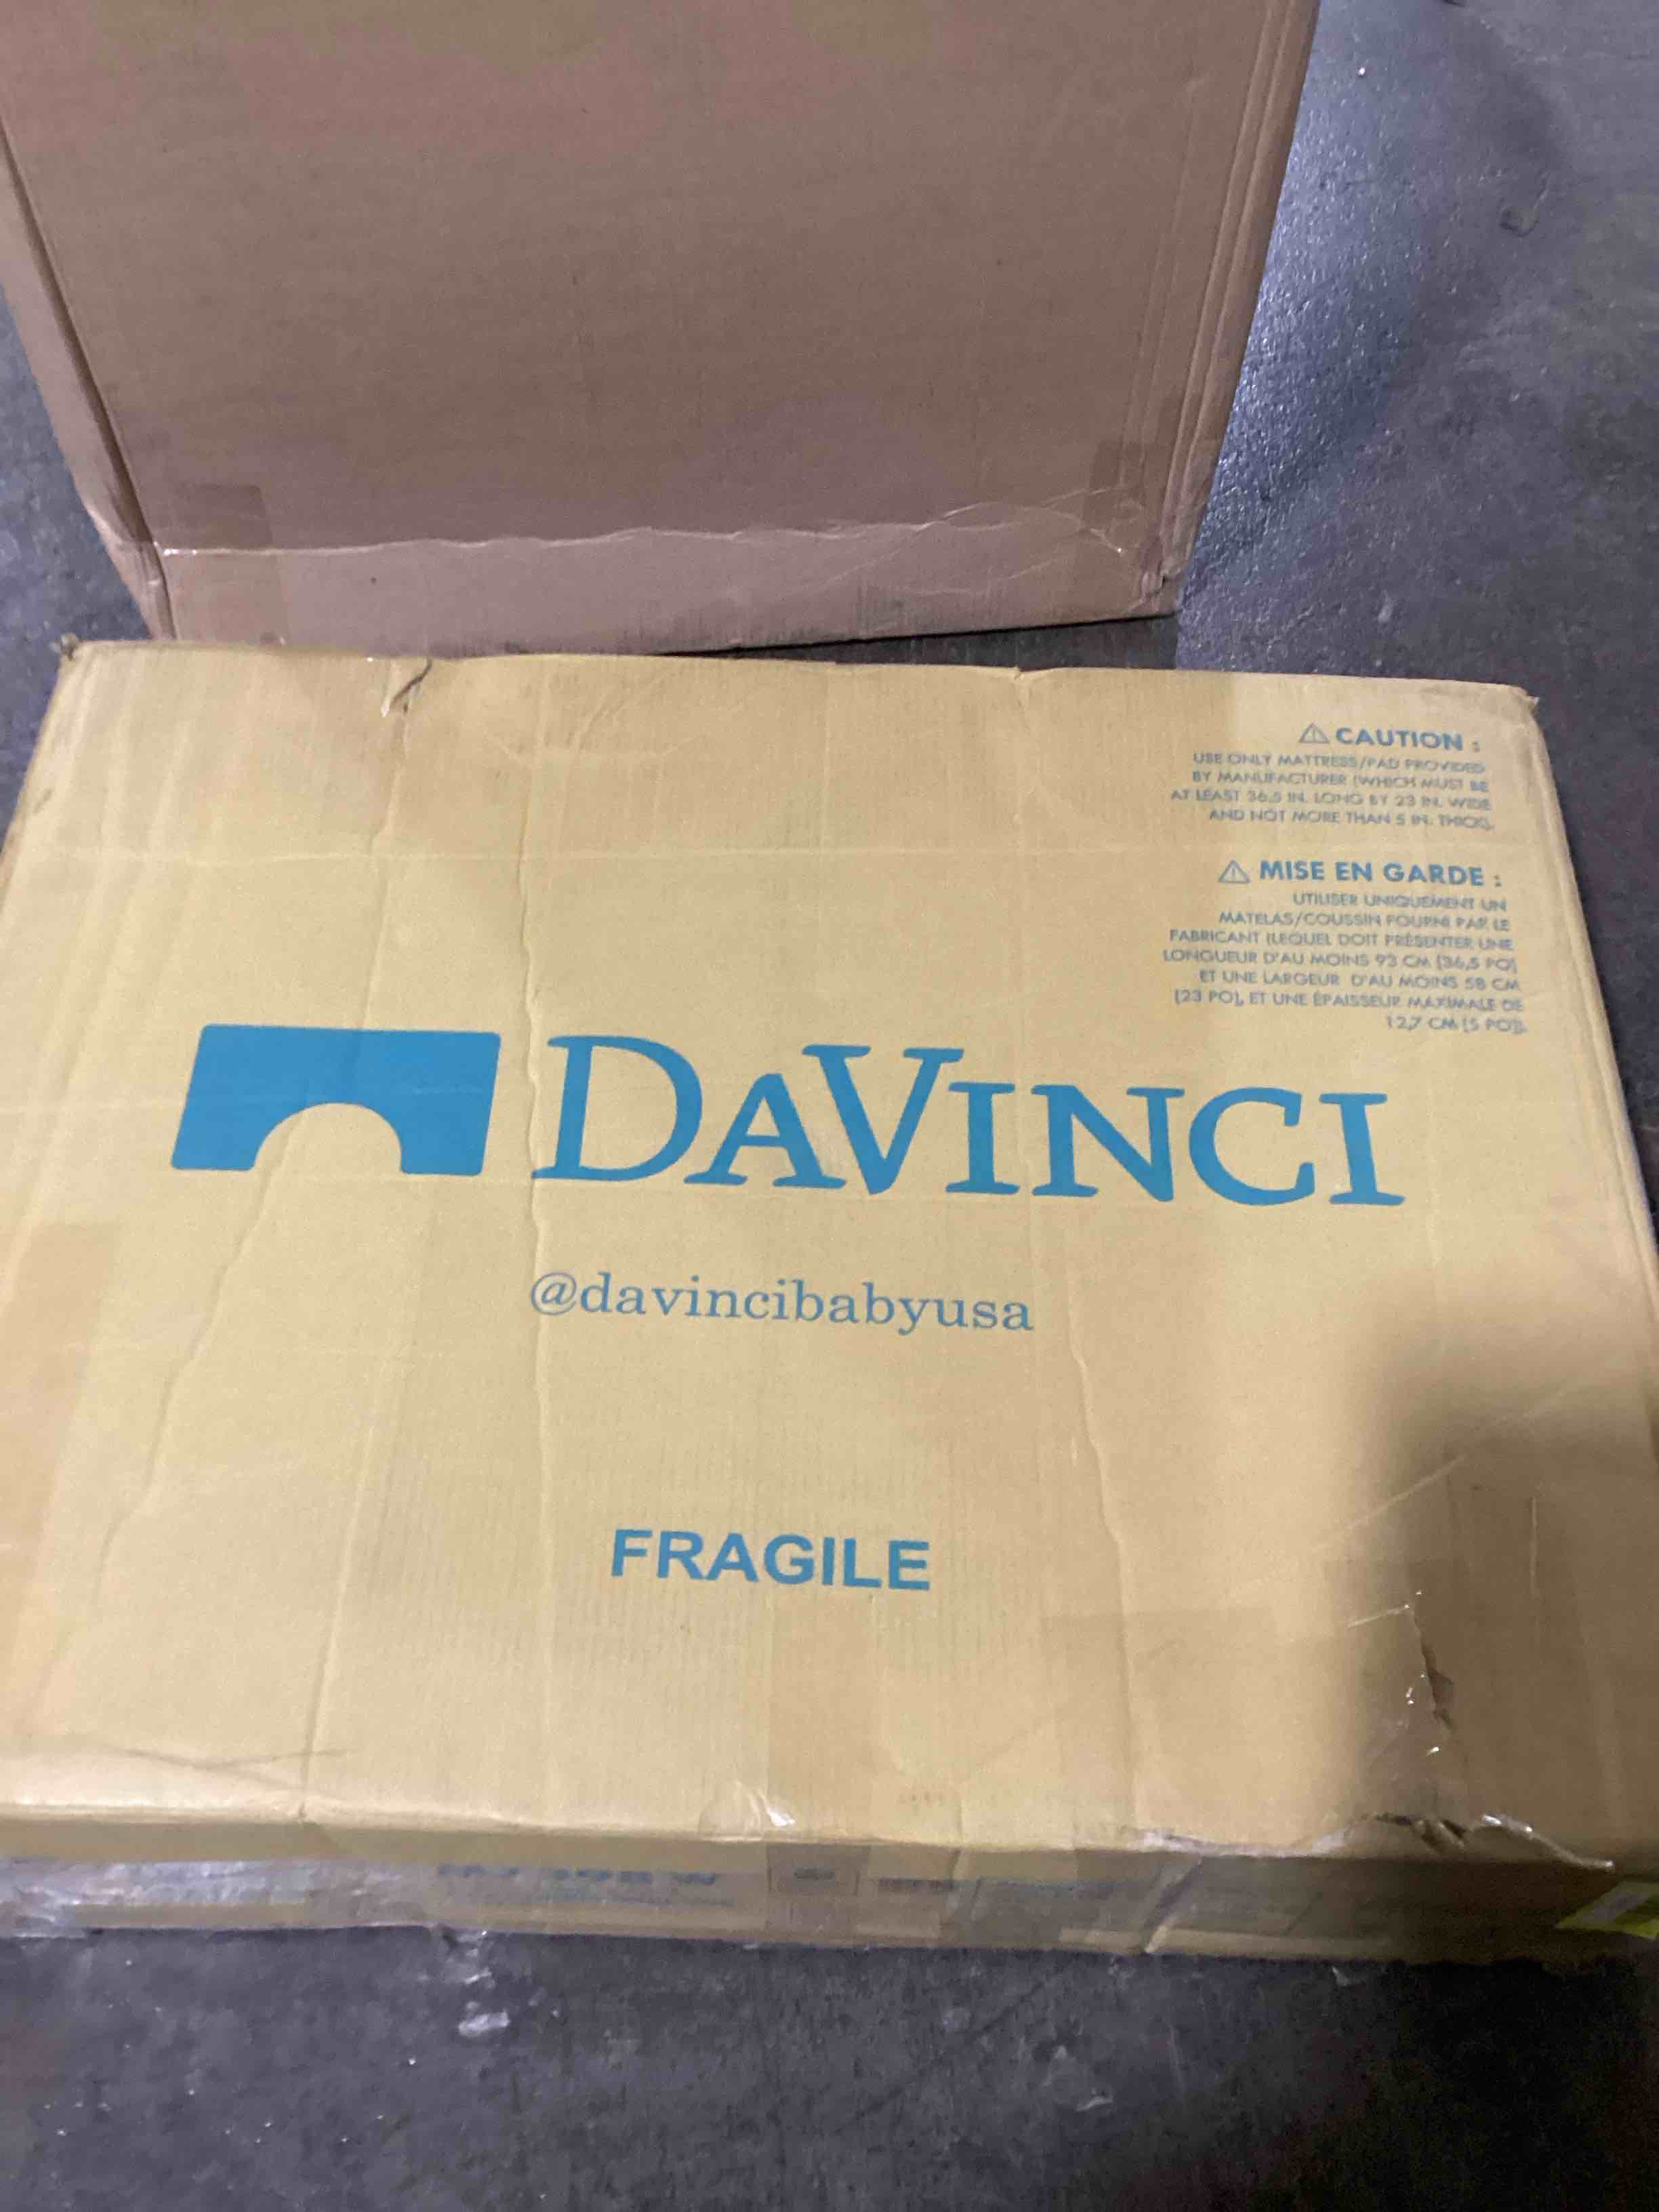 CAUTION :
USE ONLY MATTRESS/PAD PROVIDED
BY MANUFACTURER (WHICH MUST BE
AT LEAST 36.5 IN. LONG BY 23 IN. WIDE
AND NOT MORE THAN 5 IN. THICK).
MISE EN GARDE :
UTILISER UNIQUEMENT UN
MATELAS/COUSSIN FOURNI PAR LE
FABRICANT (LEQUEL DOIT PRÉSENTER UNE
LONGUEUR D'AU MOINS 93 CM [36,5 PO]
ET UNE LARGEUR D'AU MOINS 58 CM
[23 PO], ET UNE ÉPAISSEUR MAXIMALE DE
12,7 CM [5 PO]).
DAVINCI
@davincibabyusa
FRAGILE